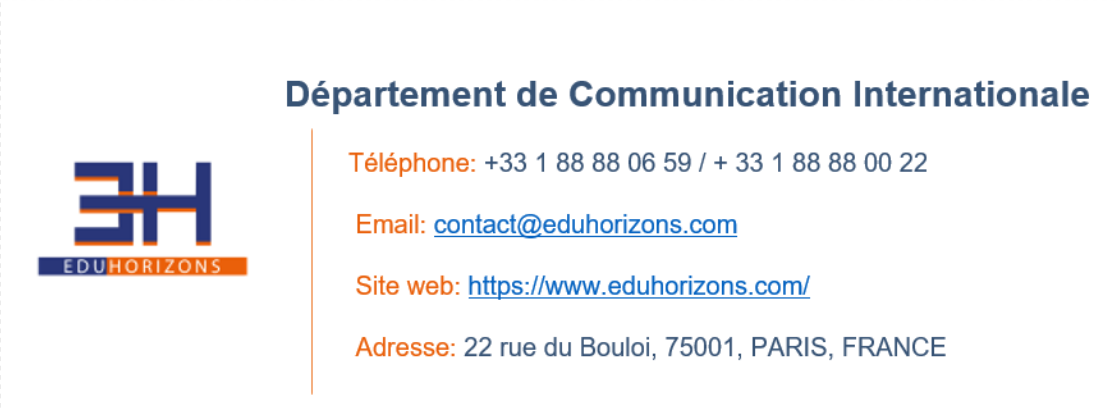 Département de Communication Internationale
Téléphone: +33 1 88 88 06 59 / + 33 1 88 88 00 22
Email: contact@eduhorizons.com
Site web: https://www.eduhorizons.com/
Adresse: 22 rue du Bouloi, 75001, PARIS, FRANCE
EH
EDUHORIZONS